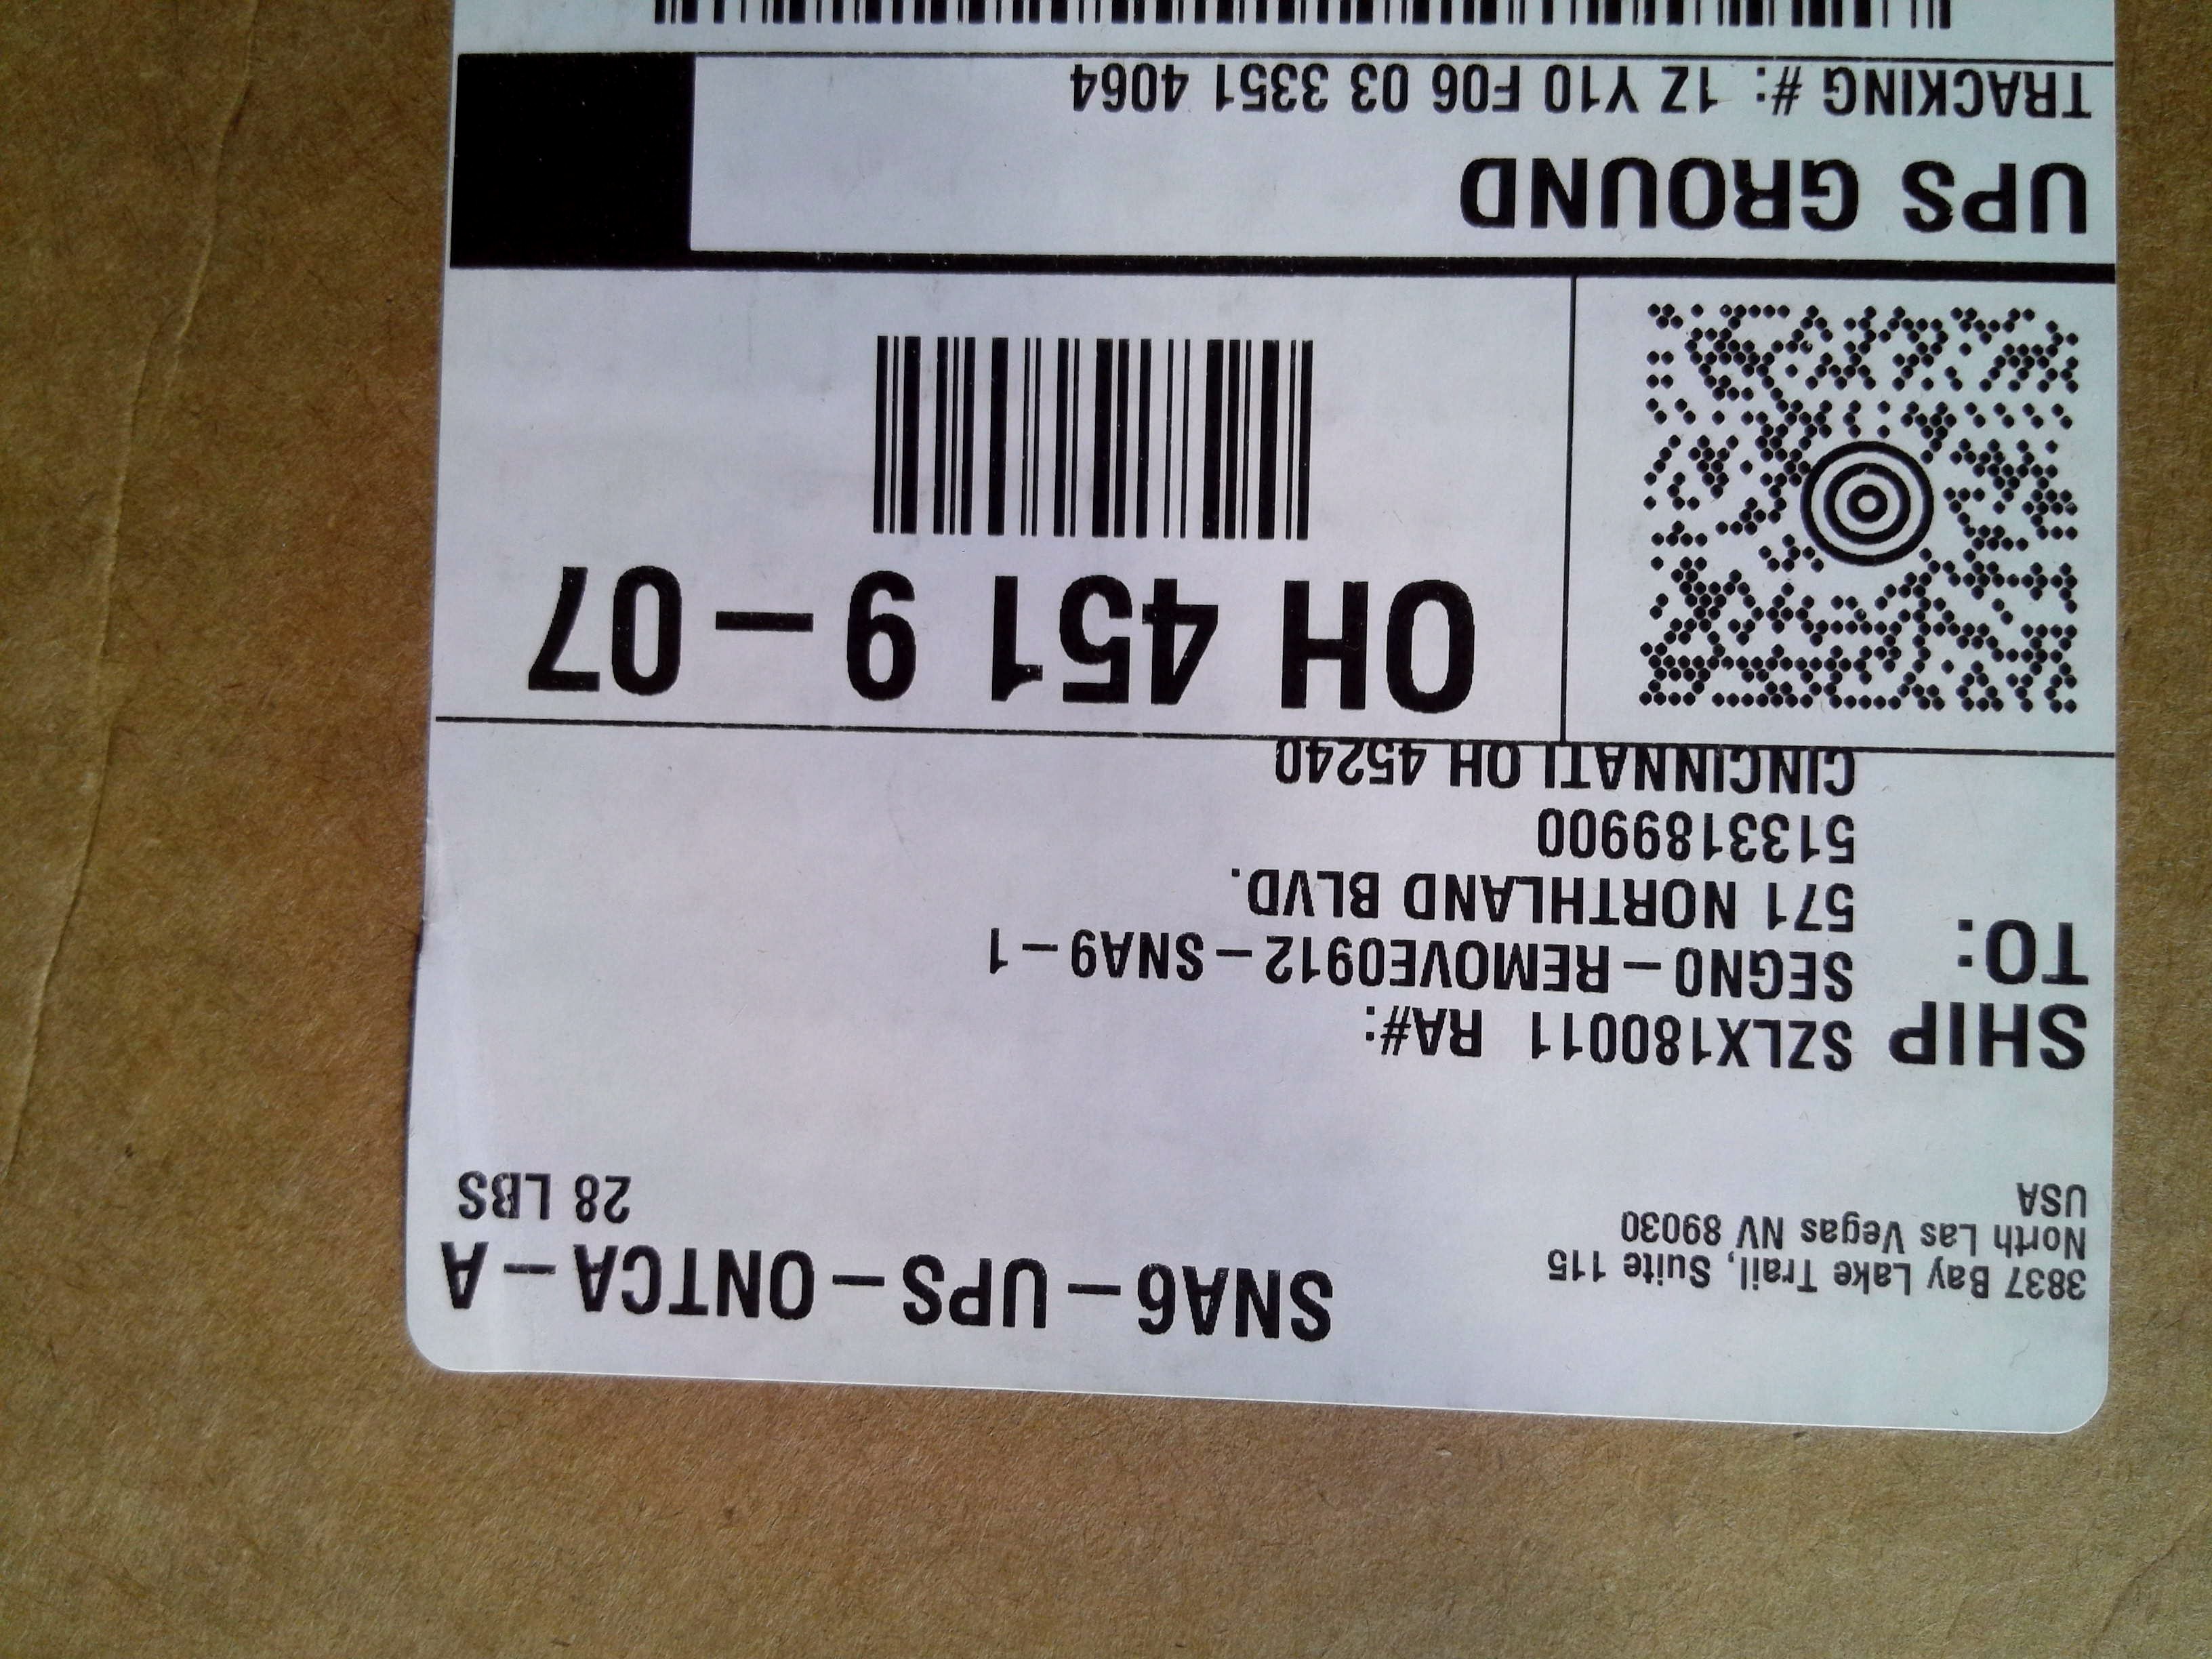 3837 Bay Lake Trail, Suite 115
North Las Vegas NV 89030
USA
SNA6-UPS-ONTCA-A
28 LBS
SHIP
TO:
SZLX180011 RA#:
SEGN0-REMOVE0912-SNA9-1
571 NORTHLAND BLVD.
5133189900
CINCINNATI OH 45240
OH 451 9-07
UPS GROUND
TRACKING #: 1Z Y10 F06 03 3351 4064